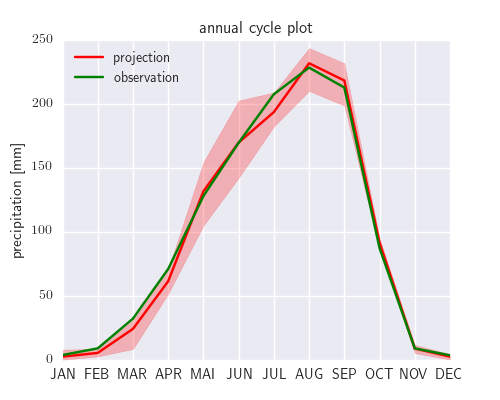 annual cycle plot
projection
observation
precipitation [mm]
250
200
150
100
50
0
JAN FEB MAR APR MAI JUN JUL AUG SEP OCT NOV DEC